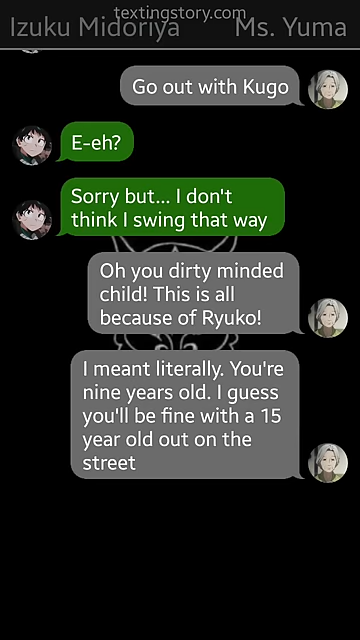 textingstory.com
Izuku Midoriya Ms. Yuma
Go out with Kugo
E-eh?
Sorry but... I don't
think I swing that way
Oh you dirty minded
child! This is all
because of Ryuko!
I meant literally. You're
nine years old. I guess
you'll be fine with a 15
year old out on the
street